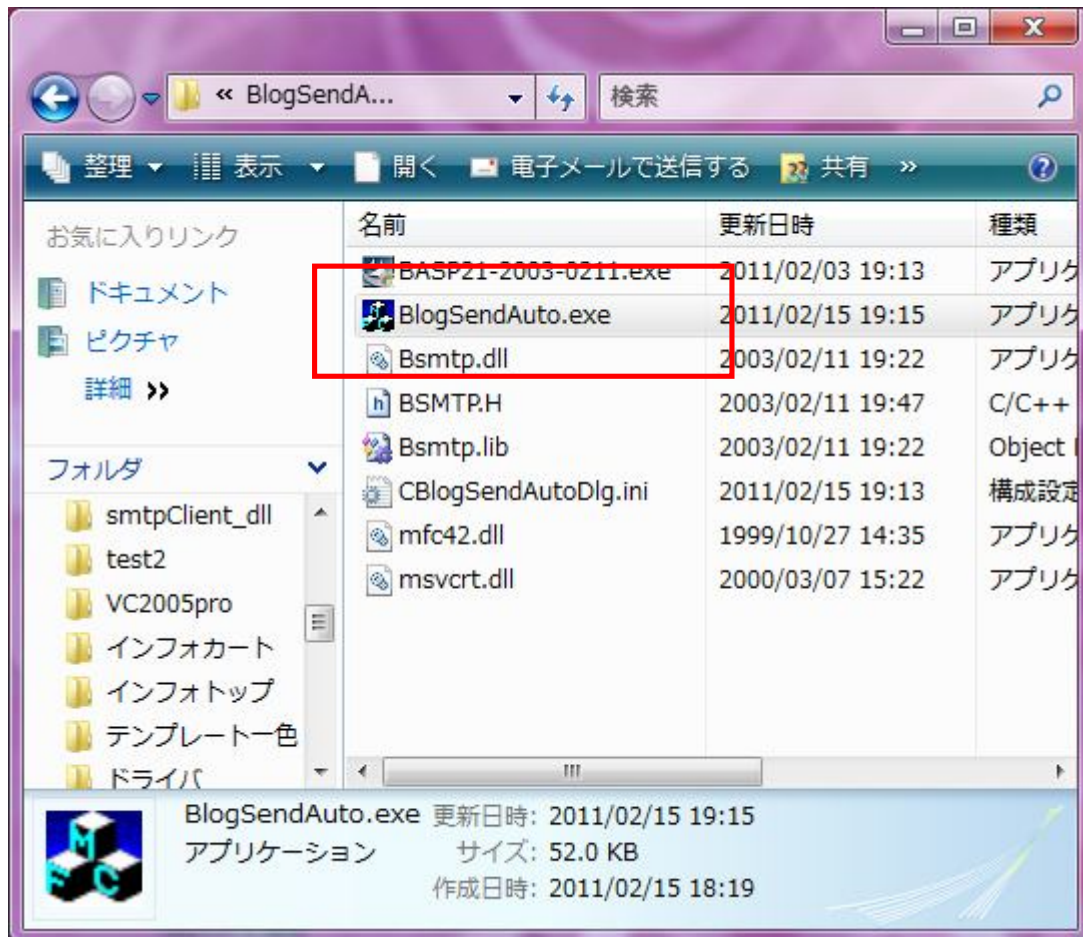 « BlogSendA...
検索
整理 表示 開く 電子メールで送信する 共有 »
お気に入りリンク
ドキュメント
ピクチャ
詳細 »
フォルダ
smtpClient_dll
test2
VC2005pro
インフォカート
インフォトップ
テンプレート一色
ドライバ
名前 更新日時 種類
BASP21-2003-0211.exe 2011/02/03 19:13 アプリケ
BlogSendAuto.exe 2011/02/15 19:15 アプリケ
Bsmtp.dll 2003/02/11 19:22 アプリケ
BSMTP.H 2003/02/11 19:47 C/C++
Bsmtp.lib 2003/02/11 19:22 Object
CBlogSendAutoDlg.ini 2011/02/15 19:13 構成設定
mfc42.dll 1999/10/27 14:35 アプリケ
msvcrt.dll 2000/03/07 15:22 アプリケ
MFC
BlogSendAuto.exe 更新日時: 2011/02/15 19:15
アプリケーション サイズ: 52.0 KB
作成日時: 2011/02/15 18:19